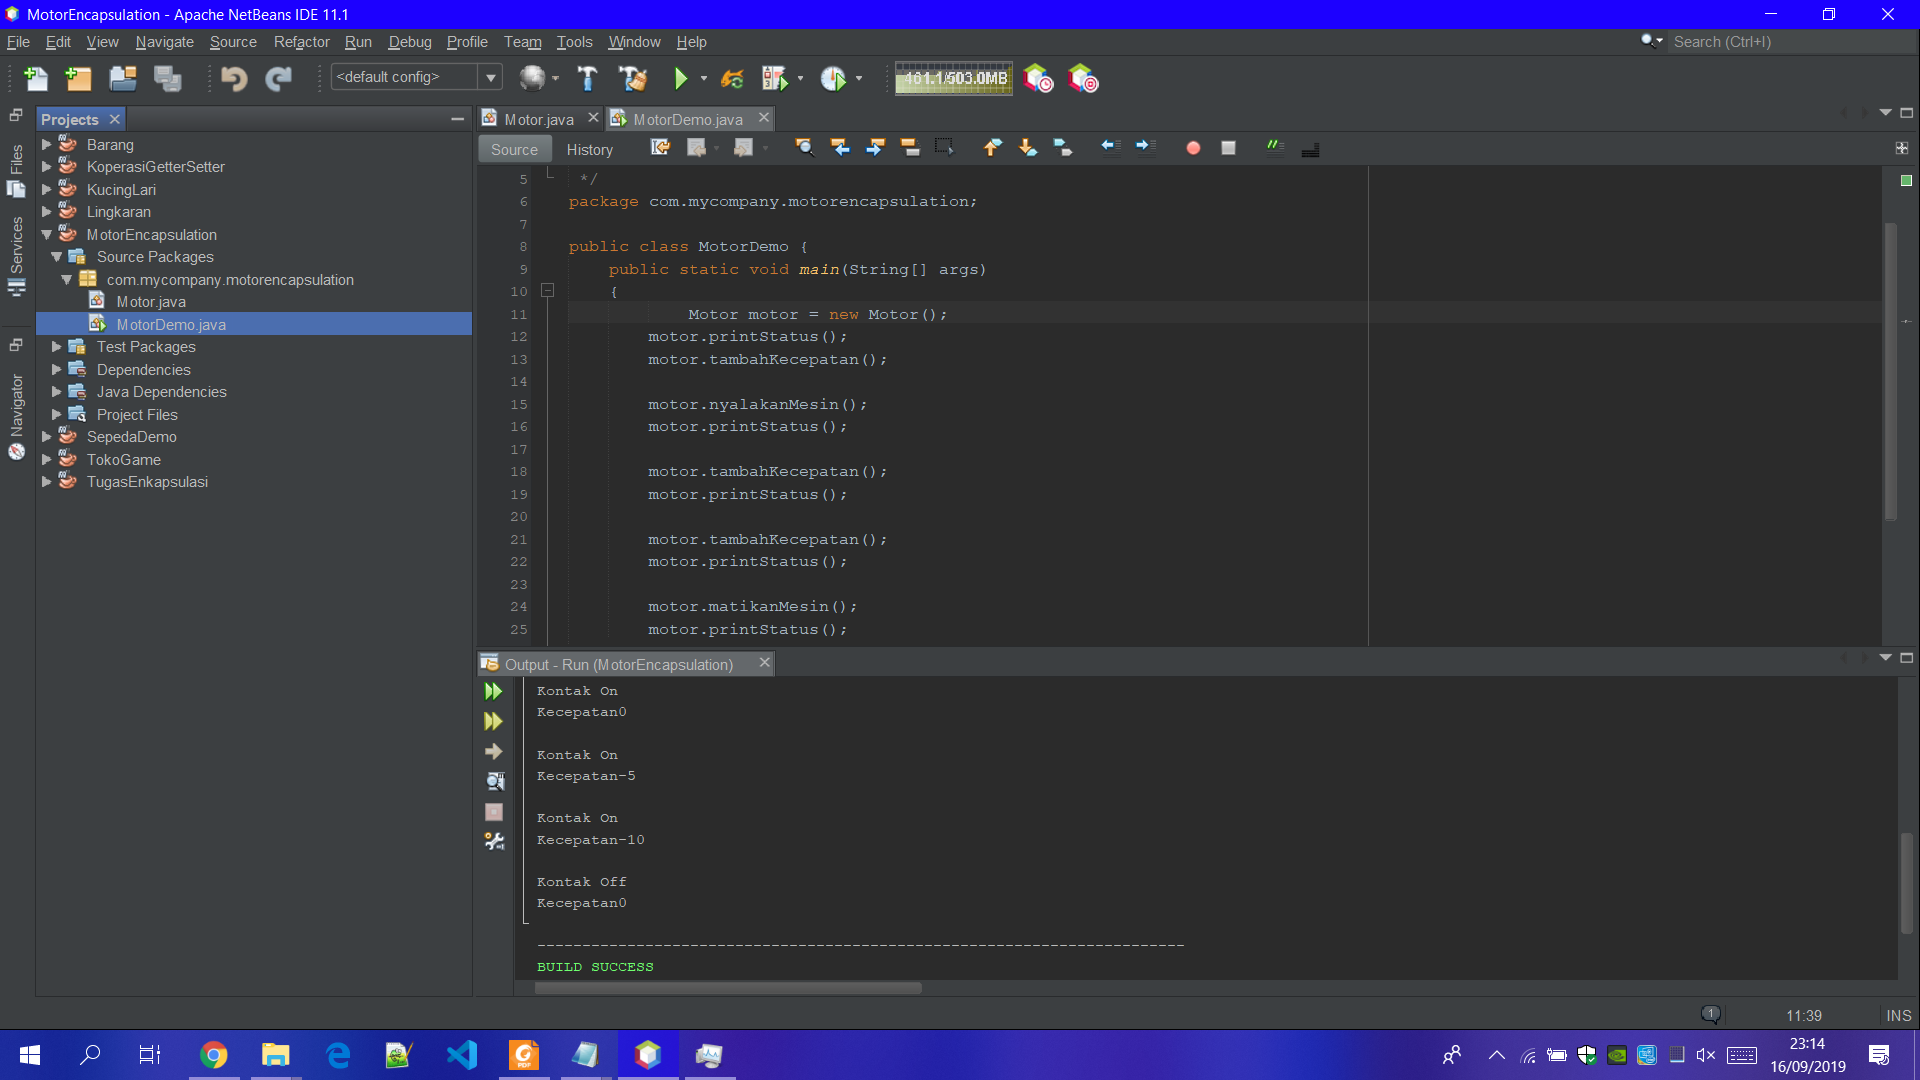 MotorEncapsulation - Apache NetBeans IDE 11.1
File Edit View Navigate Source Refactor Run Debug Profile Team Tools Window Help
Search (Ctrl+I)
<default config>
461.1/503.0MB
Projects
Files
Services
Navigator
Barang
KoperasiGetterSetter
KucingLari
Lingkaran
MotorEncapsulation
Source Packages
com.mycompany.motorencapsulation
Motor.java
MotorDemo.java
Test Packages
Dependencies
Java Dependencies
Project Files
SepedaDemo
TokoGame
TugasEnkapsulasi
Motor.java MotorDemo.java
Source History
5 */
6 package com.mycompany.motorencapsulation;
7
8 public class MotorDemo {
9 public static void main(String[] args)
10 {
11 Motor motor = new Motor();
12 motor.printStatus();
13 motor.tambahKecepatan();
14
15 motor.nyalakanMesin();
16 motor.printStatus();
17
18 motor.tambahKecepatan();
19 motor.printStatus();
20
21 motor.tambahKecepatan();
22 motor.printStatus();
23
24 motor.matikanMesin();
25 motor.printStatus();
Output - Run (MotorEncapsulation)
Kontak On
Kecepatan0
Kontak On
Kecepatan-5
Kontak On
Kecepatan-10
Kontak Off
Kecepatan0
------------------------------------------------------------------------
BUILD SUCCESS
1
11:39
INS
23:14
16/09/2019